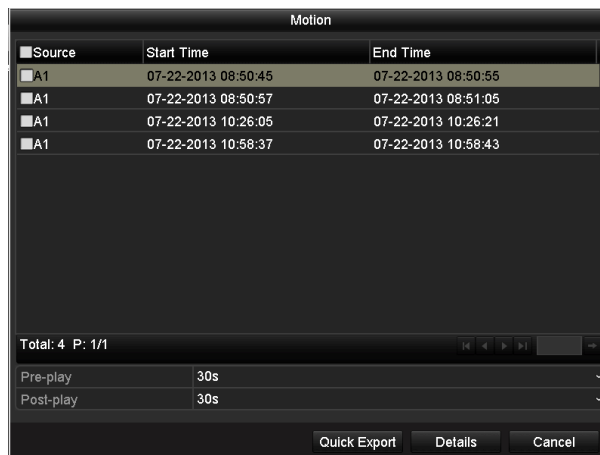 Motion
Source Start Time End Time
A1 07-22-2013 08:50:45 07-22-2013 08:50:55
A1 07-22-2013 08:50:57 07-22-2013 08:51:05
A1 07-22-2013 10:26:05 07-22-2013 10:26:21
A1 07-22-2013 10:58:37 07-22-2013 10:58:43
Total: 4 P: 1/1
Pre-play 30s
Post-play 30s
Quick Export Details Cancel